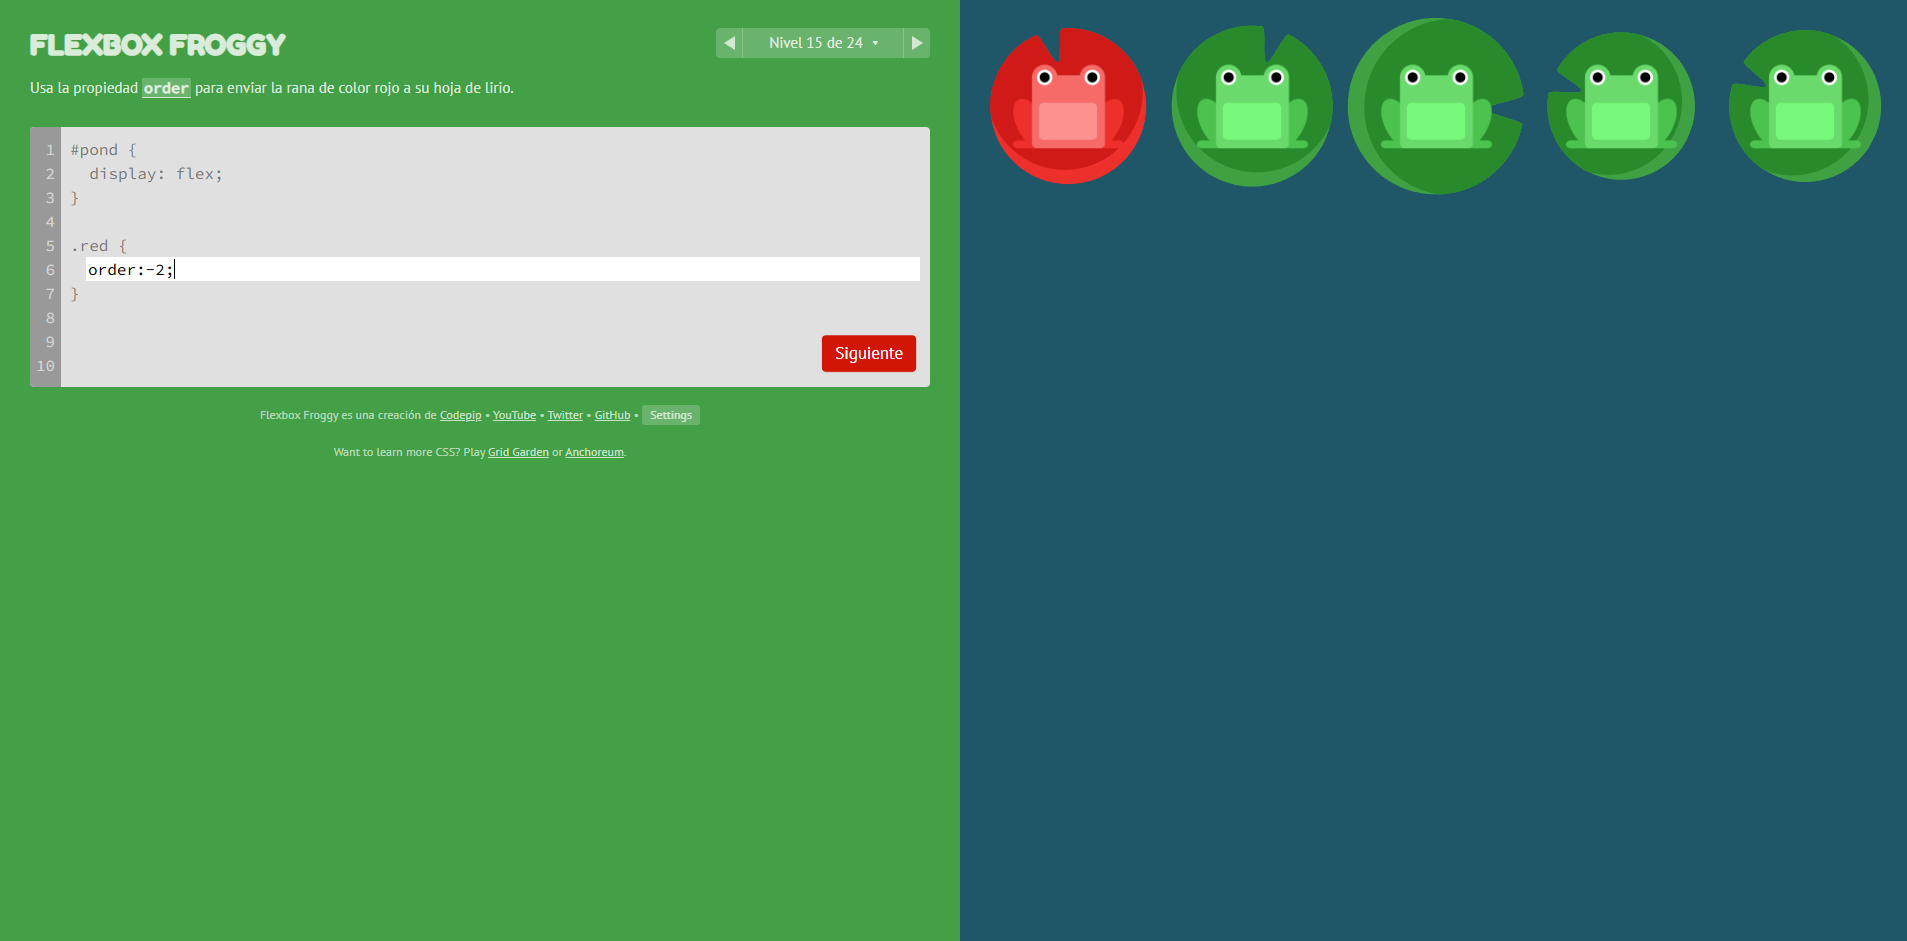 FLEXBOX FROGGY
◀ Nivel 15 de 24 ▾ ▶
Usa la propiedad order para enviar la rana de color rojo a su hoja de lirio.
1 #pond {
2   display: flex;
3 }
4
5 .red {
6   order:-2;
7 }
8
9
10
Siguiente
Flexbox Froggy es una creación de Codepip • YouTube • Twitter • GitHub • Settings
Want to learn more CSS? Play Grid Garden or Anchoreum.